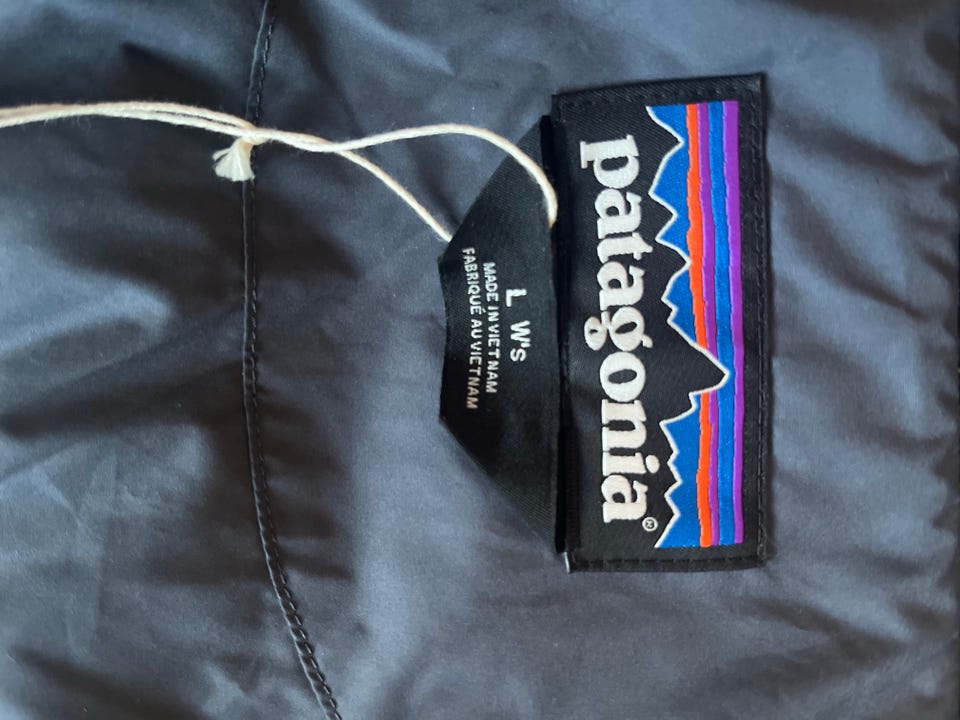 patagonia®
L W's
MADE IN VIETNAM
FABRIQUÉ AU VIETNAM